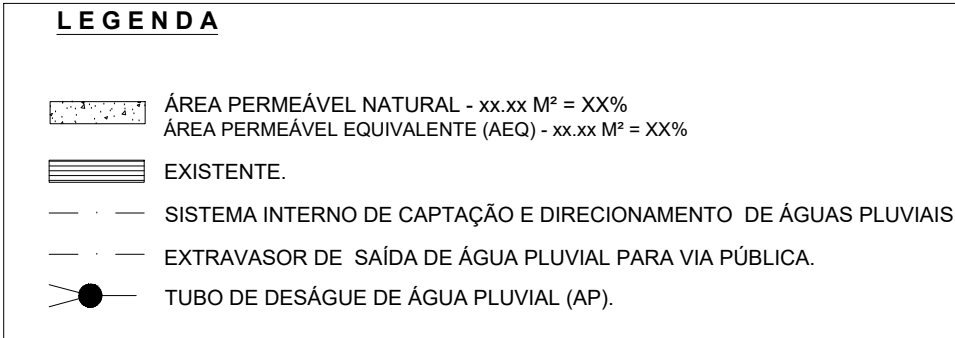 LEGENDA
ÁREA PERMEÁVEL NATURAL - xx.xx M² = XX%
ÁREA PERMEÁVEL EQUIVALENTE (AEQ) - xx.xx M² = XX%
EXISTENTE.
SISTEMA INTERNO DE CAPTAÇÃO E DIRECIONAMENTO DE ÁGUAS PLUVIAIS
EXTRAVASOR DE SAÍDA DE ÁGUA PLUVIAL PARA VIA PÚBLICA.
TUBO DE DESÁGUE DE ÁGUA PLUVIAL (AP).